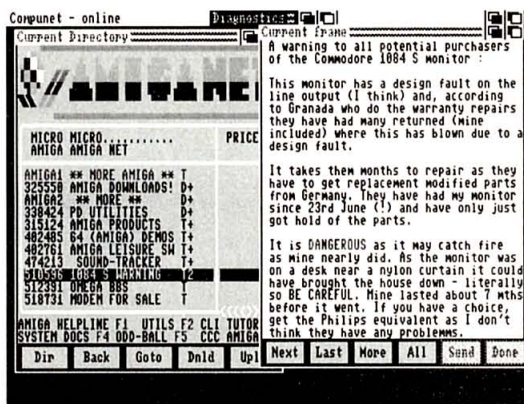 Compunet - online
Diagnostics
Current Directory
AMIGANET
MICRO MICRO........... PRICE
AMIGA AMIGA NET
AMIGA1 ** MORE AMIGA ** T
325550 AMIGA DOWNLOADS! D+
AMIGA2 ** MORE ** D+
338424 PD UTILITIES D+
315124 AMIGA PRODUCTS T+
482485 64 (AMIGA) DEMOS T+
482761 AMIGA LEISURE SW T+
474213 SOUND-TRACKER T+
510596 1084 S WARNING T2
512391 OMEGA BBS T
518731 MODEM FOR SALE T
AMIGA HELPLINE F1 UTILS F2 CLI TUTOR
SYSTEM DOCS F4 ODD-BALL F5 CCC AMIGA
Dir Back Goto Dnld Upl
Current frame
A warning to all potential purchasers
of the Commodore 1084 S monitor :
This monitor has a design fault on the
line output (I think) and, according
to Granada who do the warranty repairs
they have had many returned (mine
included) where this has blown due to a
design fault.
It takes them months to repair as they
have to get replacement modified parts
from Germany. They have had my monitor
since 23rd June (!) and have only just
got hold of the parts.
It is DANGEROUS as it may catch fire
as mine nearly did. As the monitor was
on a desk near a nylon curtain it could
have brought the house down - literally
so BE CAREFUL. Mine lasted about 7 mths
before it went. If you have a choice,
get the Philips equivalent as I don't
think they have any problemms.
Next Last More All Send Done